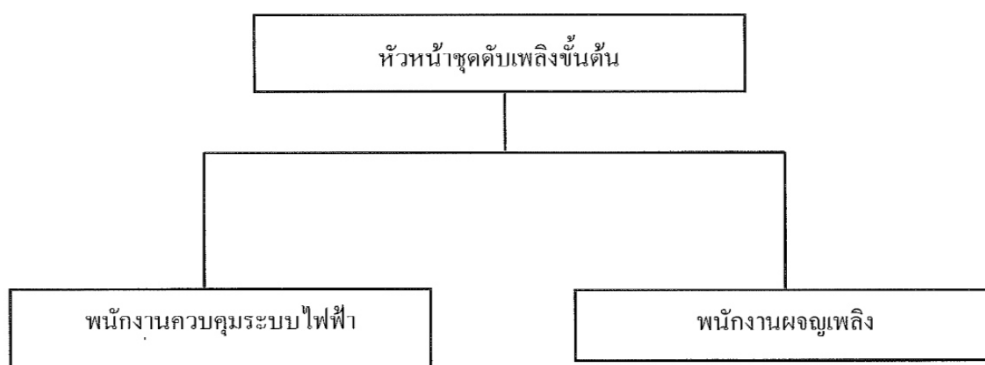 หัวหน้าชุดดับเพลิงขั้นต้น
พนักงานควบคุมระบบไฟฟ้า
พนักงานผจญเพลิง